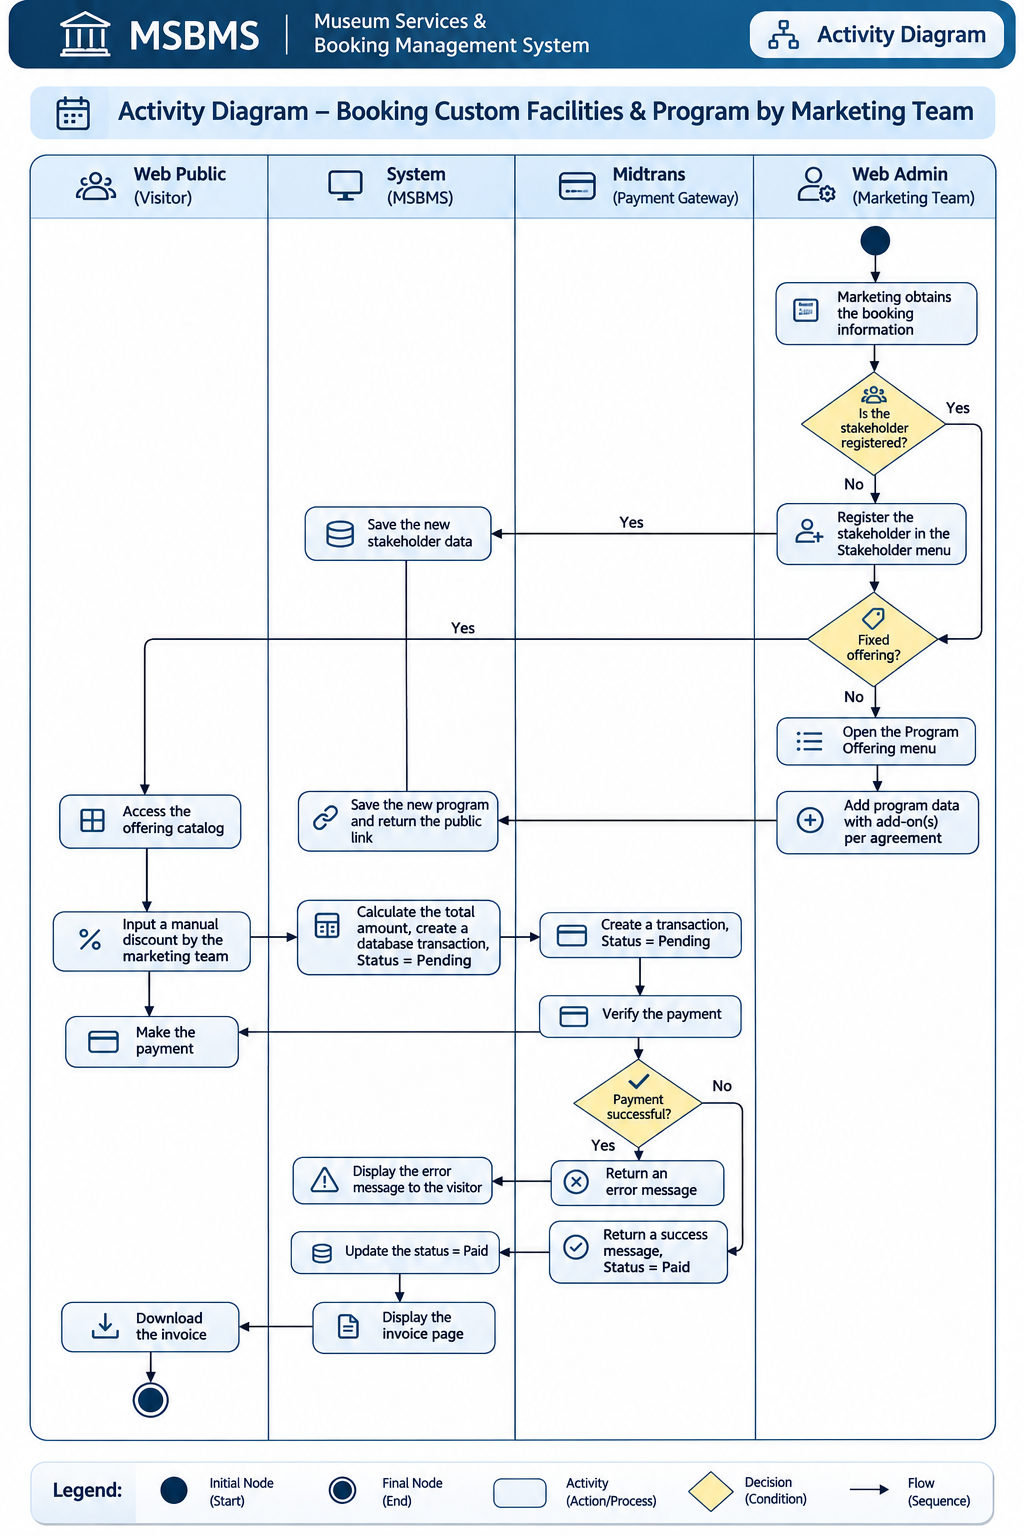 MSBMS
Museum Services &
Booking Management System
Activity Diagram
Activity Diagram – Booking Custom Facilities & Program by Marketing Team
Web Public
(Visitor)
System
(MSBMS)
Midtrans
(Payment Gateway)
Web Admin
(Marketing Team)
Marketing obtains
the booking
information
Is the
stakeholder
registered?
Yes
No
Register the
stakeholder in the
Stakeholder menu
Yes
Save the new
stakeholder data
Fixed
offering?
Yes
No
Open the Program
Offering menu
Add program data
with add-on(s)
per agreement
Save the new program
and return the public
link
Access the
offering catalog
Input a manual
discount by the
marketing team
Calculate the total
amount, create a
database transaction,
Status = Pending
Create a transaction,
Status = Pending
Verify the payment
Make the
payment
Payment
successful?
No
Yes
Return an
error message
Display the error
message to the visitor
Return a success
message,
Status = Paid
Update the status = Paid
Display the
invoice page
Download
the invoice
Legend:
Initial Node
(Start)
Final Node
(End)
Activity
(Action/Process)
Decision
(Condition)
Flow
(Sequence)